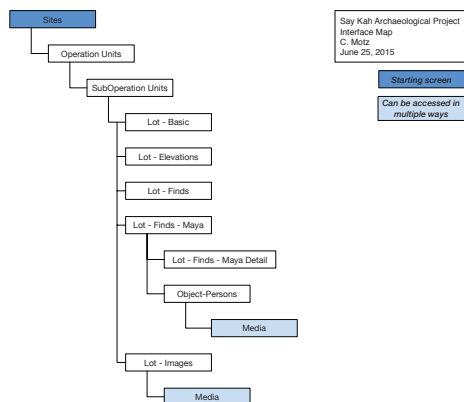 Sites
Operation Units
SubOperation Units
Lot - Basic
Lot - Elevations
Lot - Finds
Lot - Finds - Maya
Lot - Finds - Maya Detail
Object-Persons
Media
Lot - Images
Media
Say Kah Archaeological Project
Interface Map
C. Motz
June 25, 2015
Starting screen
Can be accessed in
multiple ways